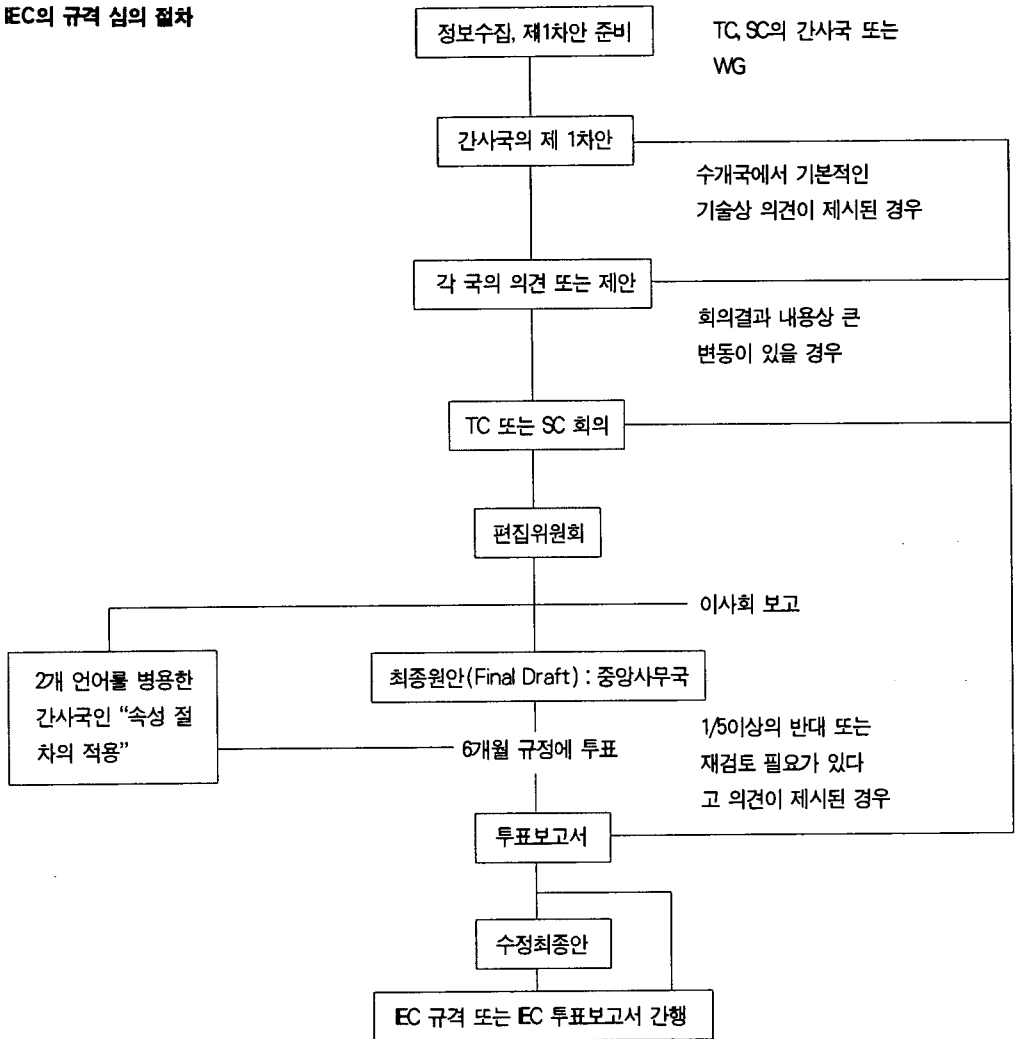 IEC의 규격 심의 절차
정보수집, 제1차안 준비
TC, SC의 간사국 또는
WG
간사국의 제 1차안
수개국에서 기본적인
기술상 의견이 제시된 경우
각 국의 의견 또는 제안
회의결과 내용상 큰
변동이 있을 경우
TC 또는 SC 회의
편집위원회
이사회 보고
2개 언어를 병용한
간사국인 “속성 절
차의 적용”
최종원안(Final Draft) : 중앙사무국
6개월 규정에 투표
1/5이상의 반대 또는
재검토 필요가 있다
고 의견이 제시된 경우
투표보고서
수정최종안
IEC 규격 또는 IEC 투표보고서 간행